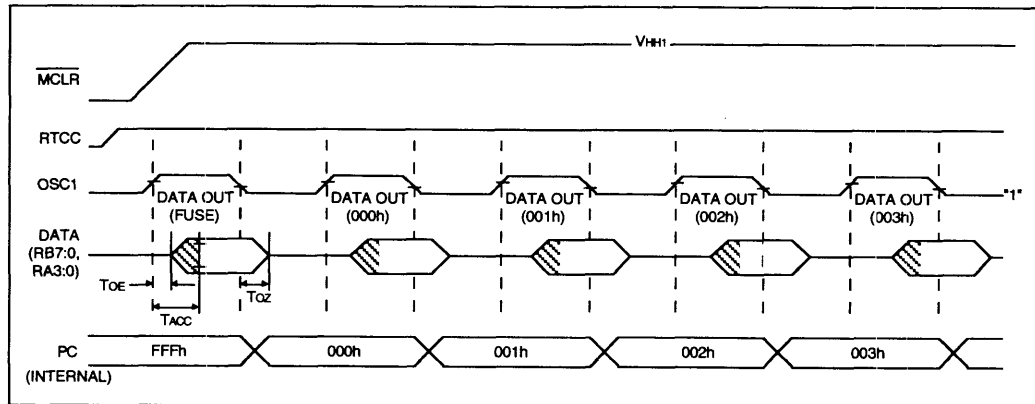 VHH1
MCLR
RTCC
OSC1
DATA OUT
(FUSE)
DATA OUT
(000h)
DATA OUT
(001h)
DATA OUT
(002h)
DATA OUT
(003h)
"1"
DATA
(RB7:0,
RA3:0)
TOE
TOZ
TACC
PC
(INTERNAL)
FFFh
000h
001h
002h
003h